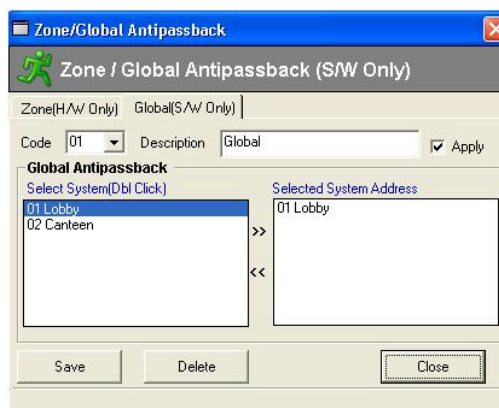 Zone/Global Antipassback
Zone / Global Antipassback (S/W Only)
Zone(H/W Only) Global(S/W Only)
Code 01 Description Global Apply
Global Antipassback
Select System(Dbl Click) Selected System Address
01 Lobby 01 Lobby
02 Canteen
>>
<<
Save Delete Close